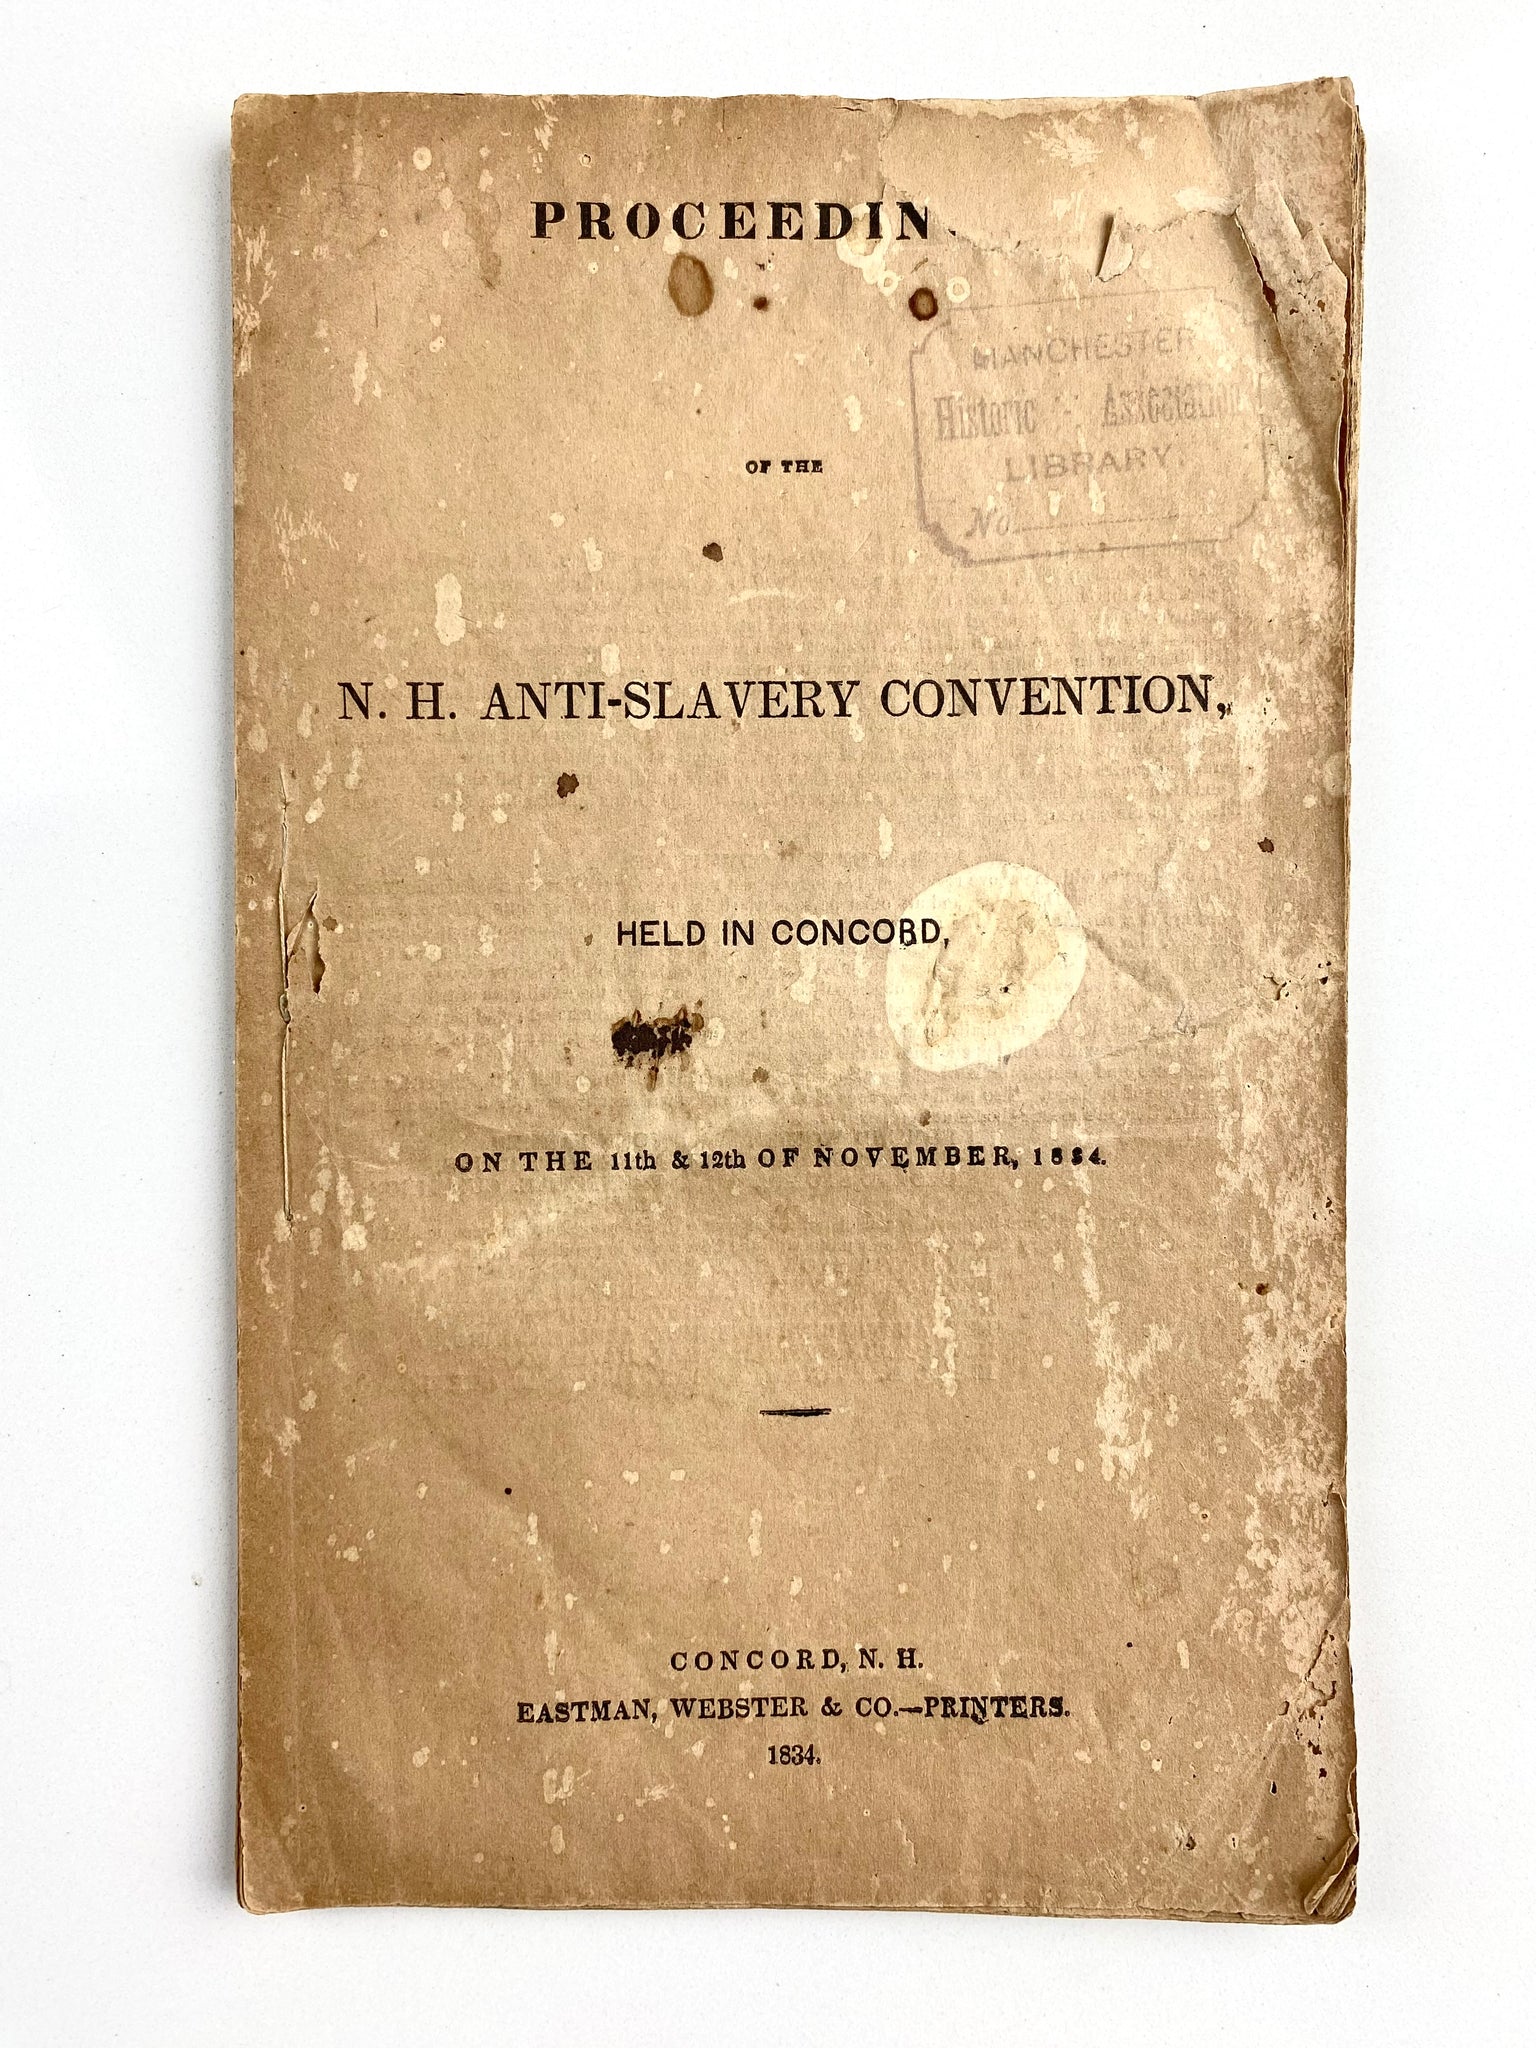 PROCEEDIN
MANCHESTER
Historic Association
LIBRARY.
No.
OF THE
N. H. ANTI-SLAVERY CONVENTION,
HELD IN CONCORD,
ON THE 11th & 12th OF NOVEMBER, 1834.
CONCORD, N. H.
EASTMAN, WEBSTER & CO.—PRINTERS.
1834.